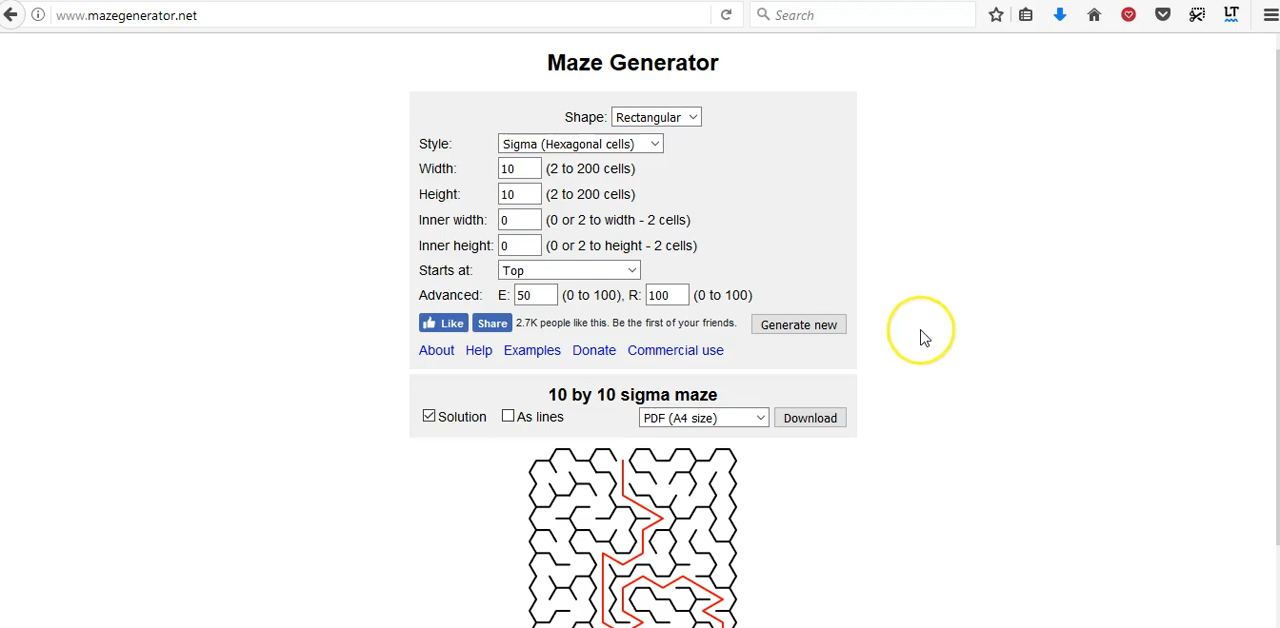 www.mazegenerator.net
Search
LT
Maze Generator
Shape: Rectangular
Style: Sigma (Hexagonal cells)
Width: 10 (2 to 200 cells)
Height: 10 (2 to 200 cells)
Inner width: 0 (0 or 2 to width - 2 cells)
Inner height: 0 (0 or 2 to height - 2 cells)
Starts at: Top
Advanced: E: 50 (0 to 100), R: 100 (0 to 100)
Like Share 2.7K people like this. Be the first of your friends. Generate new
About Help Examples Donate Commercial use
10 by 10 sigma maze
Solution As lines PDF (A4 size) Download